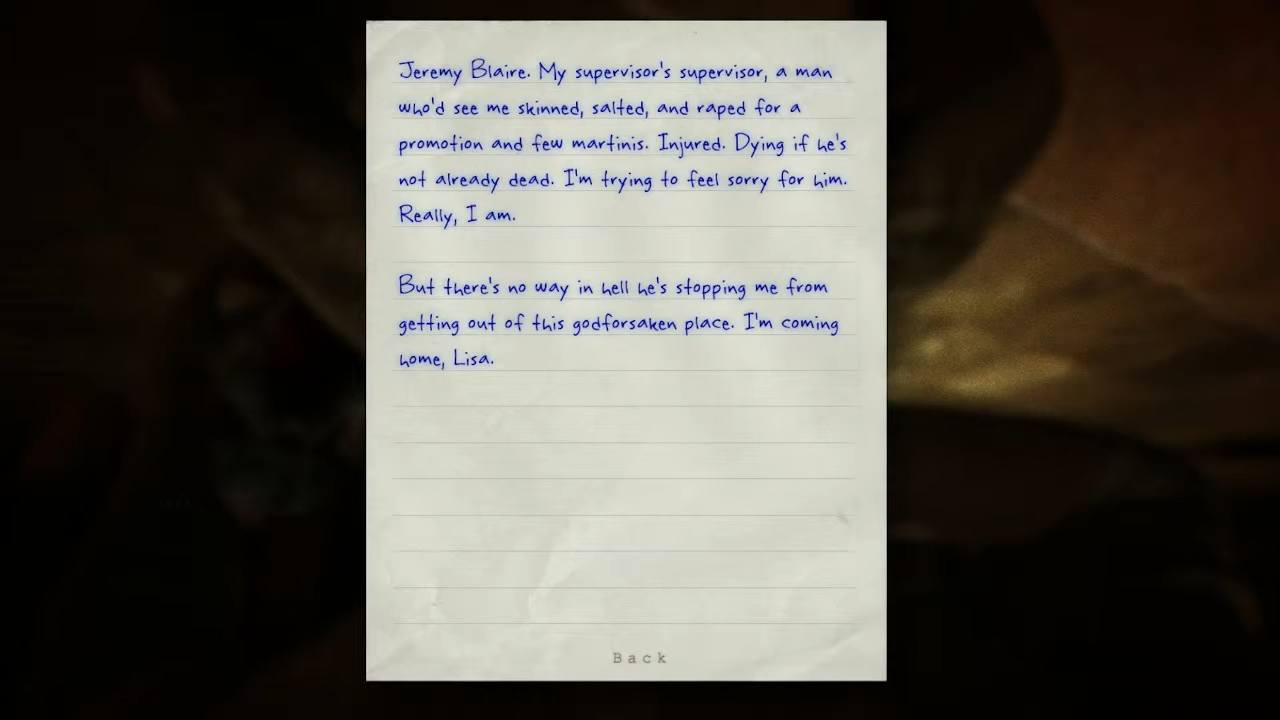 Jeremy Blaire. My supervisor's supervisor, a man
who'd see me skinned, salted, and raped for a
promotion and few martinis. Injured. Dying if he's
not already dead. I'm trying to feel sorry for him.
Really, I am.
But there's no way in hell he's stopping me from
getting out of this godforsaken place. I'm coming
home, Lisa.
Back